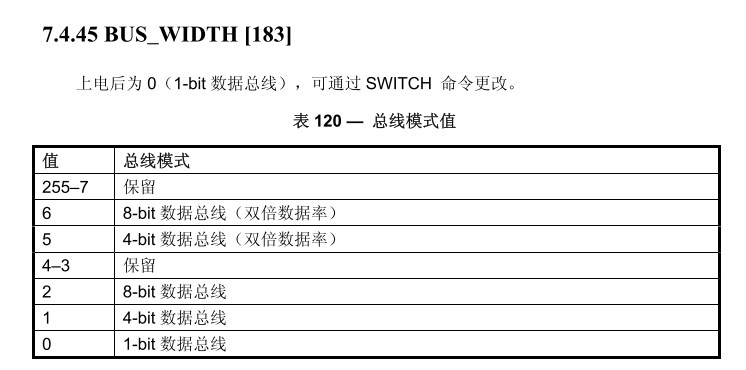 7.4.45 BUS_WIDTH [183]
上电后为 0（1-bit 数据总线），可通过 SWITCH 命令更改。
表 120 — 总线模式值
值 总线模式
255–7 保留
6 8-bit 数据总线（双倍数据率）
5 4-bit 数据总线（双倍数据率）
4–3 保留
2 8-bit 数据总线
1 4-bit 数据总线
0 1-bit 数据总线